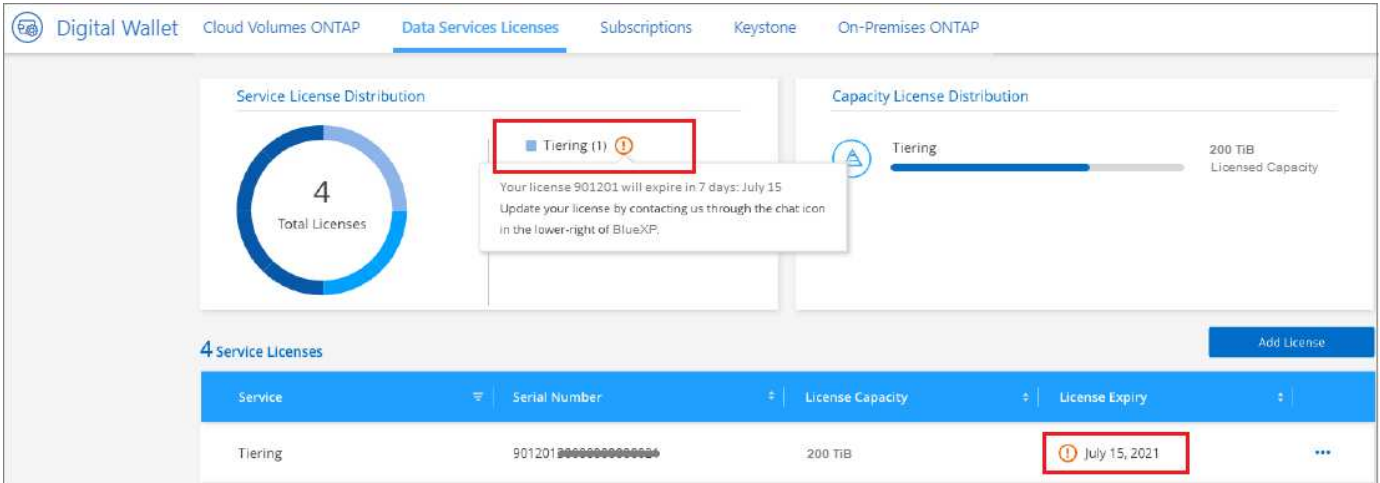 Digital Wallet Cloud Volumes ONTAP Data Services Licenses Subscriptions Keystone On-Premises ONTAP
Service License Distribution
4
Total Licenses
Tiering (1)
Your license 901201 will expire in 7 days: July 15
Update your license by contacting us through the chat icon
in the lower-right of BlueXP.
Capacity License Distribution
Tiering
200 TiB
Licensed Capacity
4 Service Licenses
Add License
Service Serial Number License Capacity License Expiry
Tiering 901201 200 TiB July 15, 2021